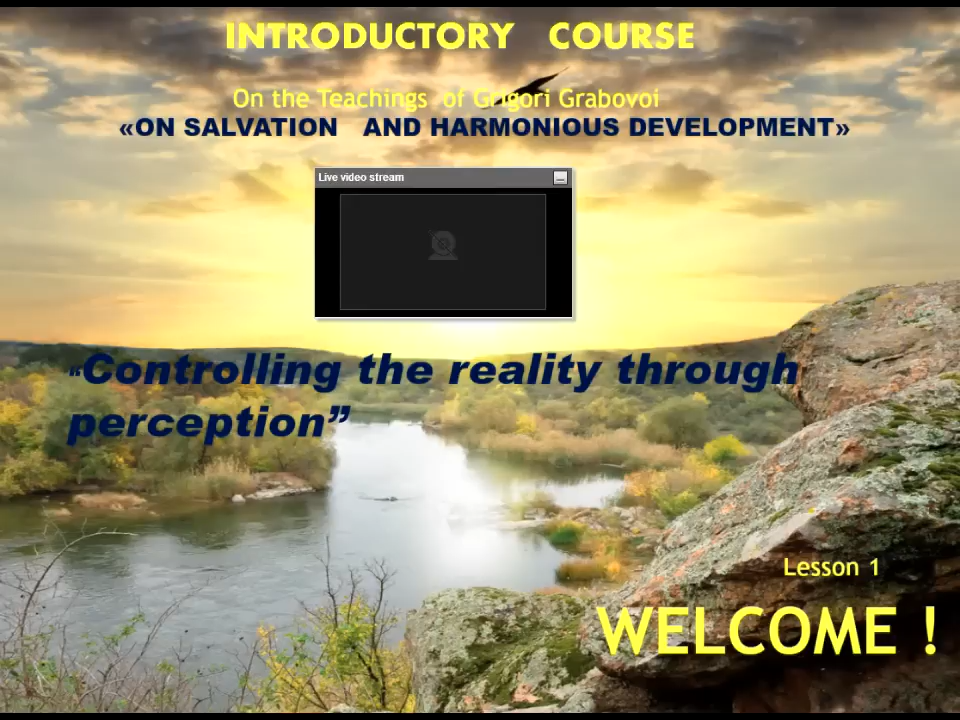 INTRODUCTORY COURSE
On the Teachings of Grigori Grabovoi
«ON SALVATION AND HARMONIOUS DEVELOPMENT»
Live video stream
“Controlling the reality through
perception”
Lesson 1
WELCOME !